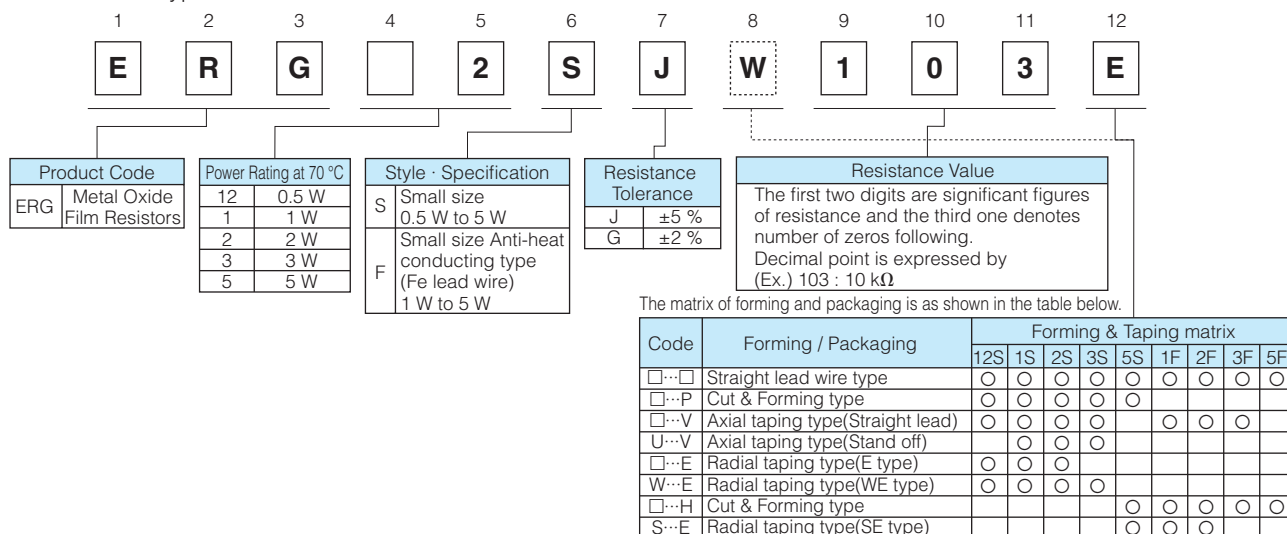 1 2 3 4 5 6 7 8 9 10 11 12
E R G 2 S J W 1 0 3 E
Product Code
ERG Metal Oxide
Film Resistors
Power Rating at 70 °C
12 0.5 W
1 1 W
2 2 W
3 3 W
5 5 W
Style · Specification
S Small size
0.5 W to 5 W
F Small size Anti-heat
conducting type
(Fe lead wire)
1 W to 5 W
Resistance
Tolerance
J ±5 %
G ±2 %
Resistance Value
The first two digits are significant figures
of resistance and the third one denotes
number of zeros following.
Decimal point is expressed by
(Ex.) 103 : 10 kΩ
The matrix of forming and packaging is as shown in the table below.
Code Forming / Packaging Forming & Taping matrix
12S 1S 2S 3S 5S 1F 2F 3F 5F
□···□ Straight lead wire type ○ ○ ○ ○ ○ ○ ○ ○ ○
□···P Cut & Forming type ○ ○ ○ ○ ○
□···V Axial taping type(Straight lead) ○ ○ ○ ○ ○ ○ ○
U···V Axial taping type(Stand off) ○ ○ ○
□···E Radial taping type(E type) ○ ○ ○
W···E Radial taping type(WE type) ○ ○ ○ ○
□···H Cut & Forming type ○ ○ ○ ○ ○
S···E Radial taping type(SE type) ○ ○ ○